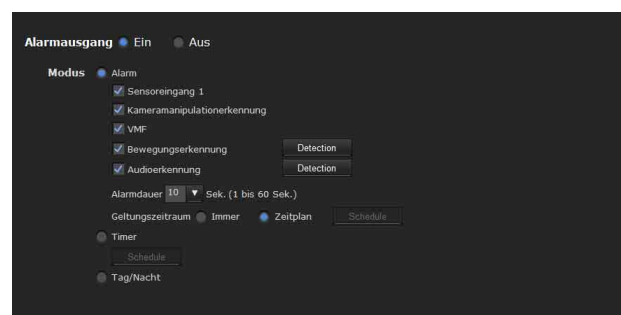 Alarmausgang Ein Aus
Modus Alarm
Sensoreingang 1
Kameramanipulationerkennung
VMF
Bewegungserkennung Detection
Audioerkennung Detection
Alarmdauer 10 Sek. (1 bis 60 Sek.)
Geltungszeitraum Immer Zeitplan Schedule
Timer
Schedule
Tag/Nacht